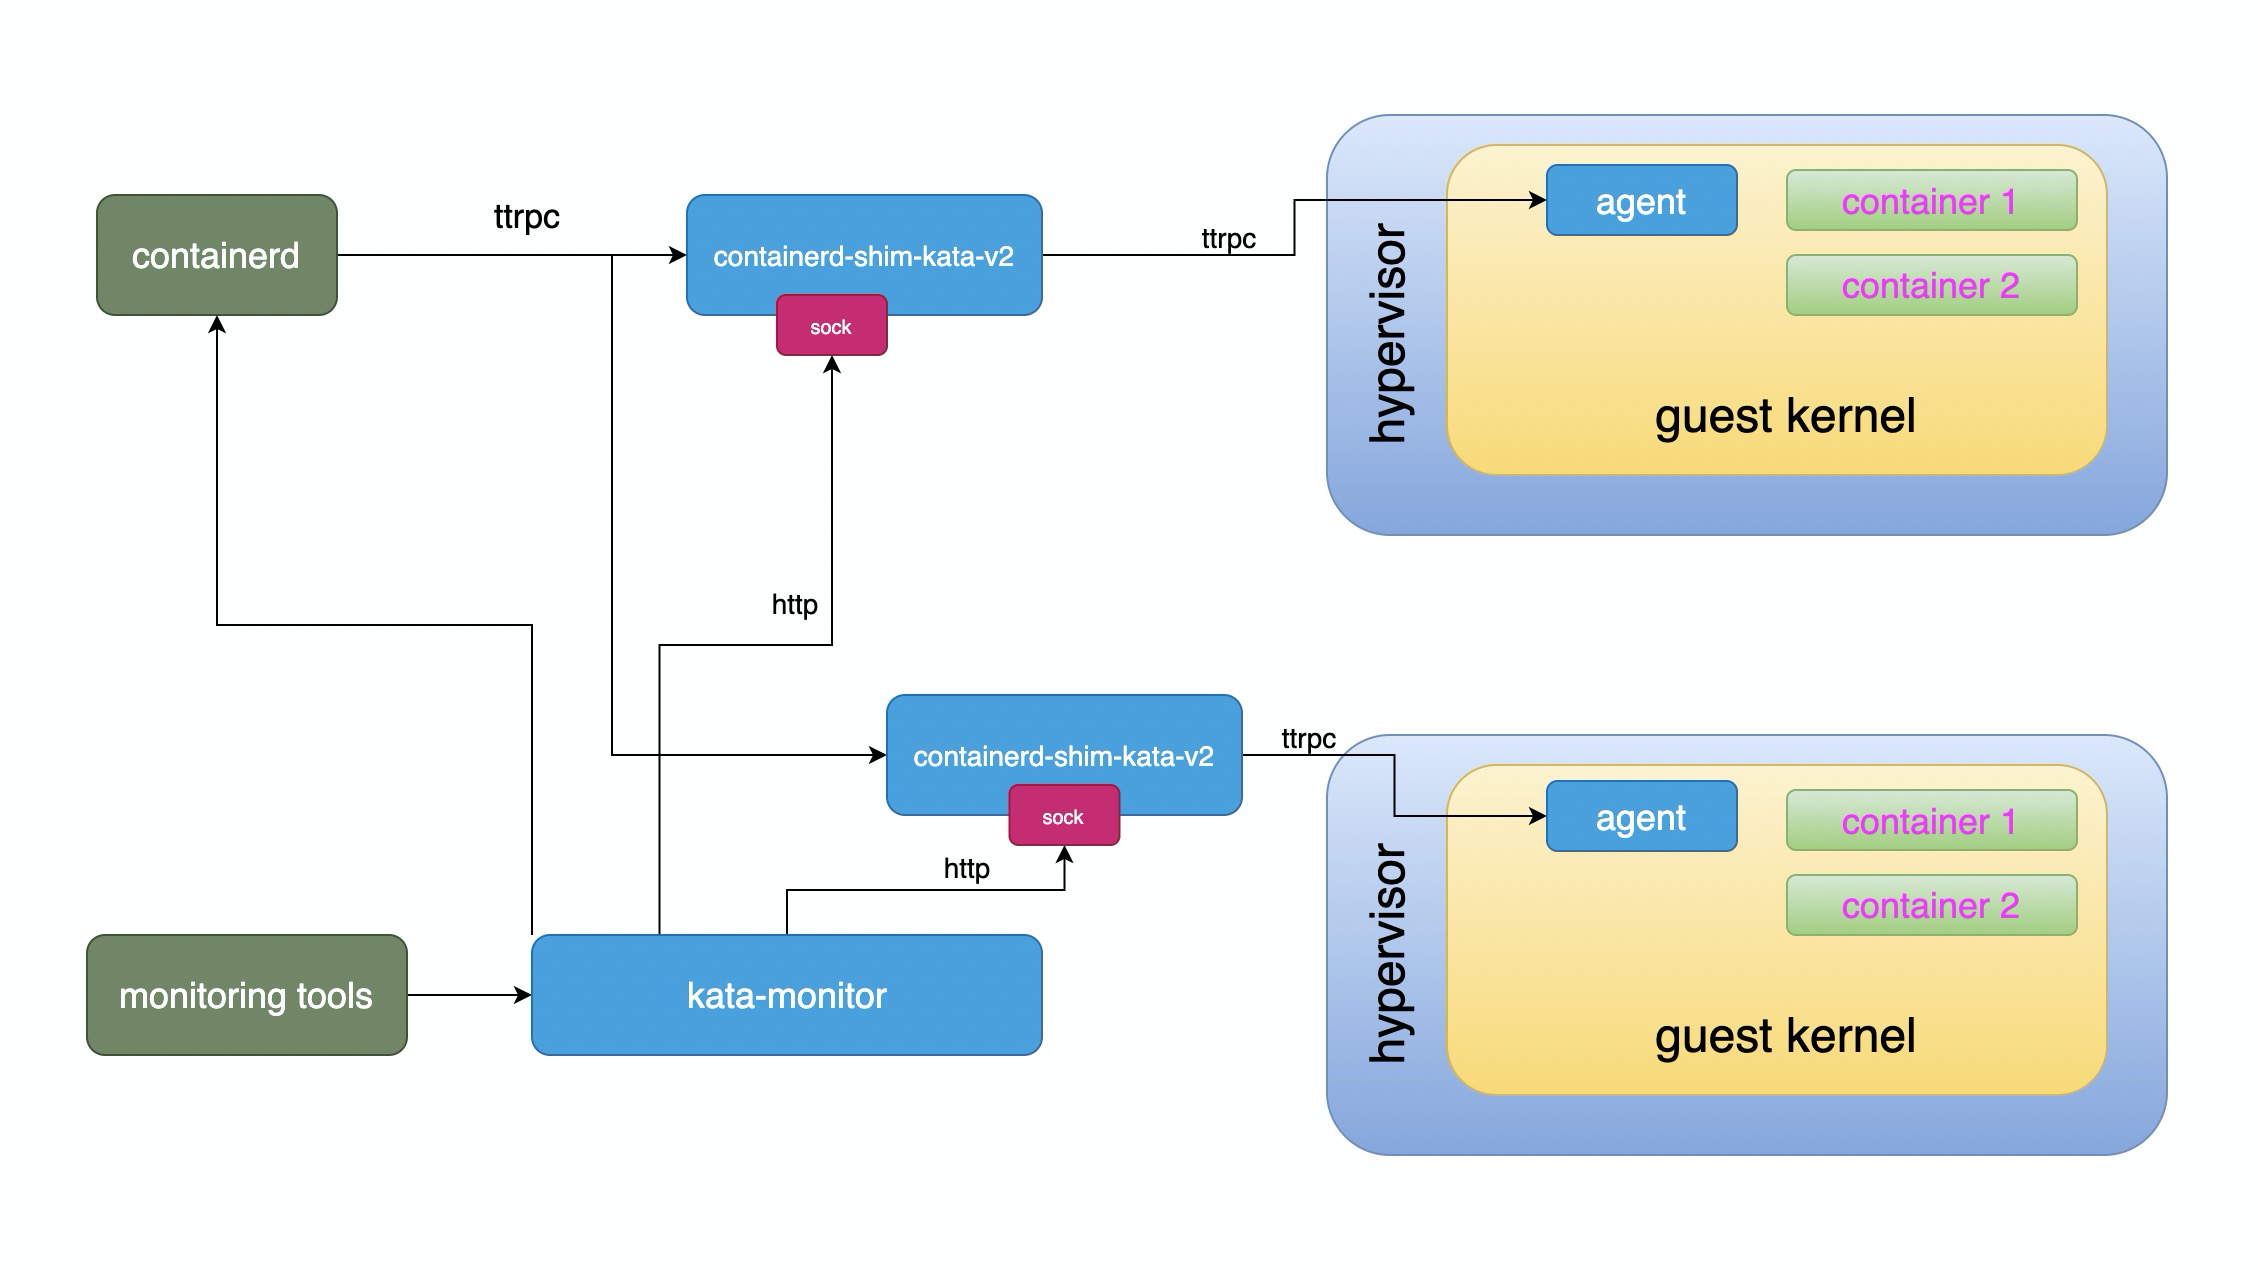 containerd
ttrpc
containerd-shim-kata-v2
sock
ttrpc
hypervisor
agent
container 1
container 2
guest kernel
http
containerd-shim-kata-v2
sock
ttrpc
http
hypervisor
agent
container 1
container 2
guest kernel
monitoring tools
kata-monitor